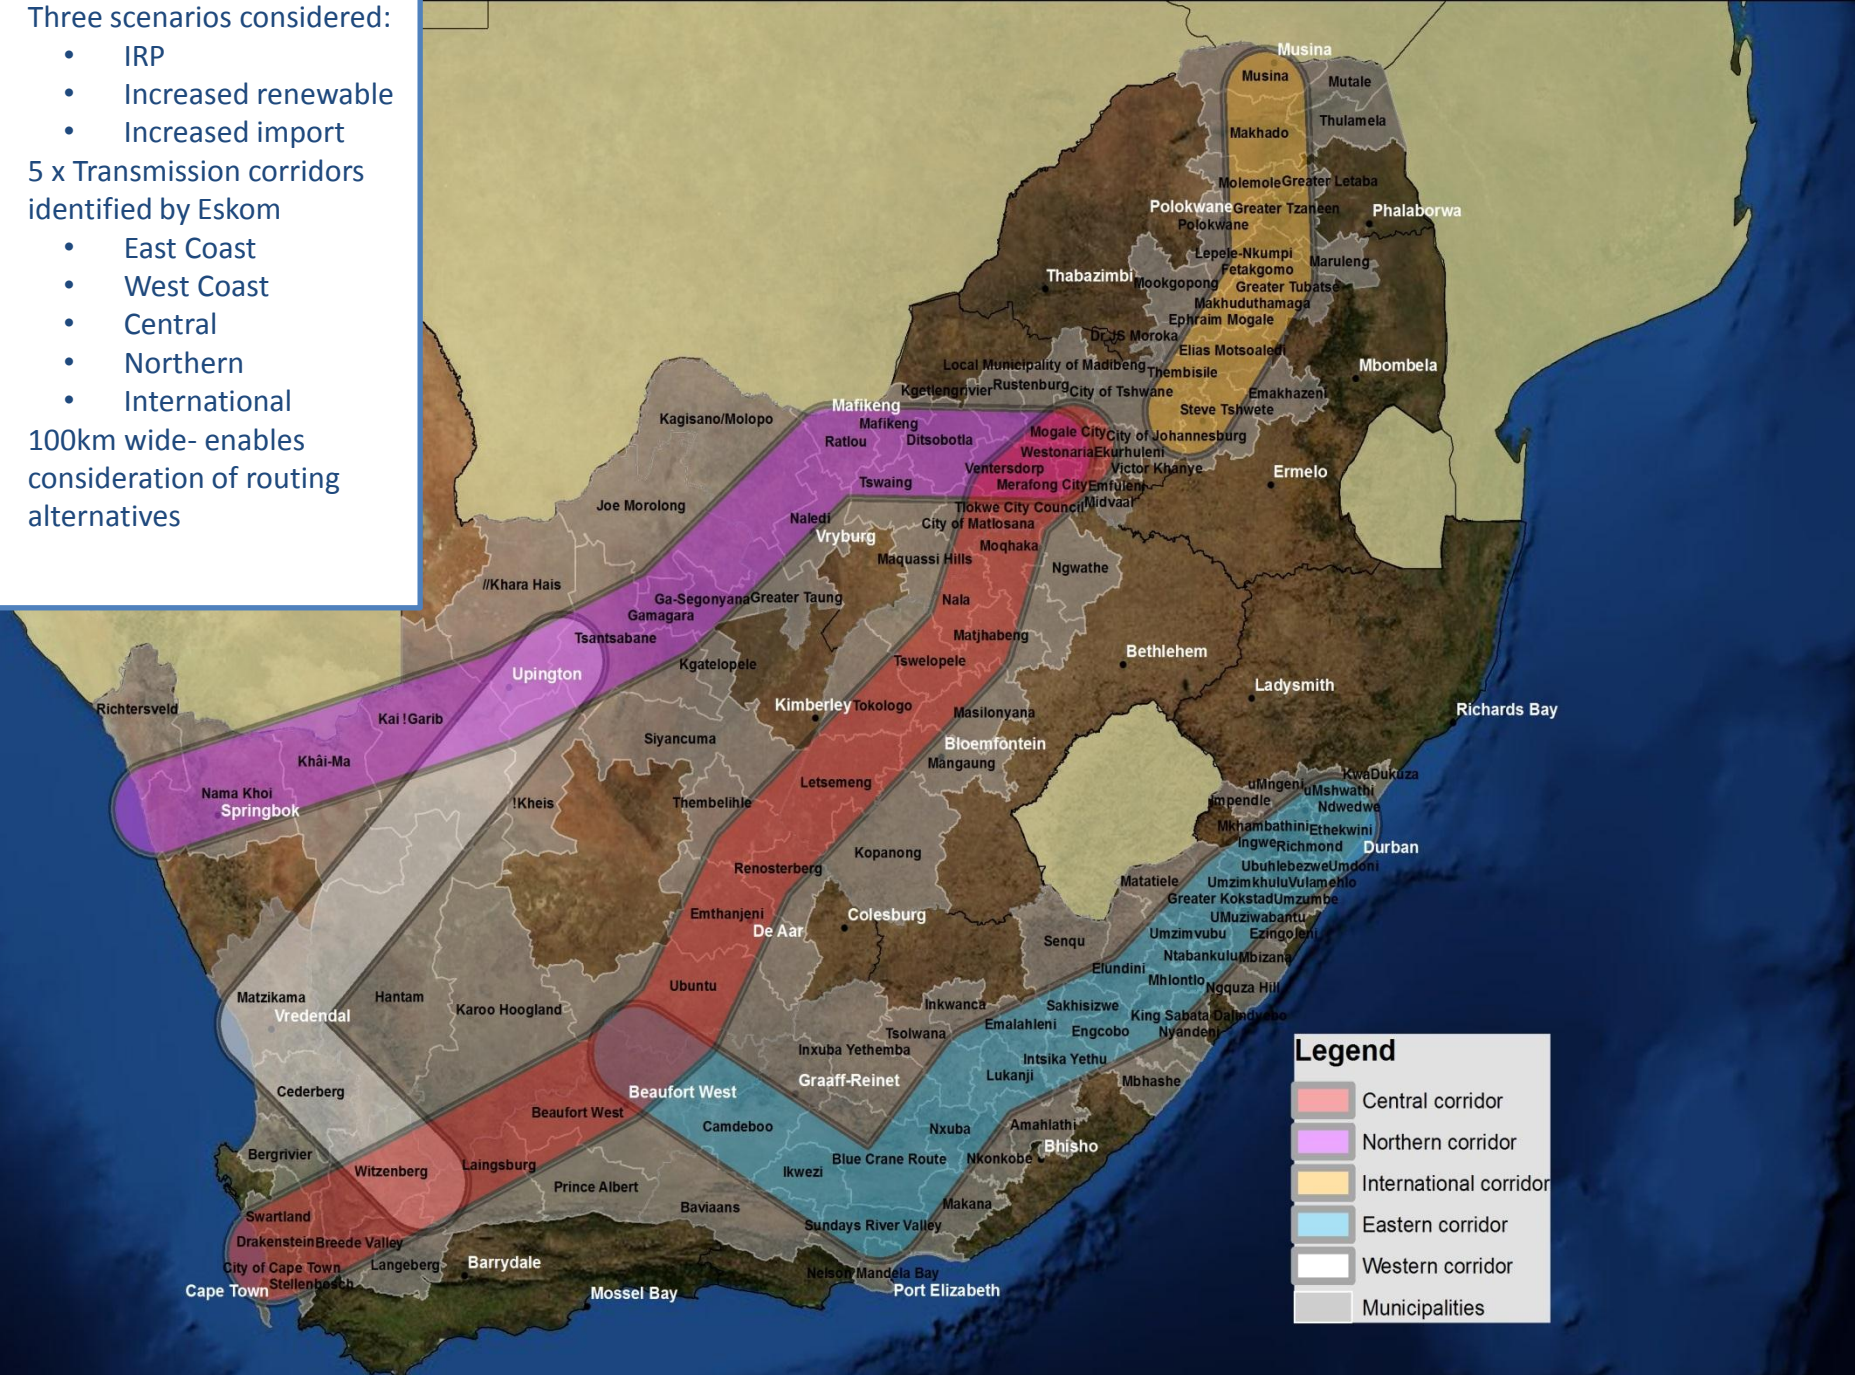 Three scenarios considered:
• IRP
• Increased renewable
• Increased import
5 x Transmission corridors
identified by Eskom
• East Coast
• West Coast
• Central
• Northern
• International
100km wide- enables
consideration of routing
alternatives
Musina
Musina
Mutale
Thulamela
Makhado
Molemole
Greater Letaba
Polokwane
Greater Tzaneen
Phalaborwa
Polokwane
Lepele-Nkumpi
Maruleng
Fetakgomo
Thabazimbi
Mookgopong
Greater Tubatse
Makhuduthamaga
Ephraim Mogale
Dr JS Moroka
Elias Motsoaledi
Local Municipality of Madibeng
Thembisile
Mbombela
Kgetlengrivier
Rustenburg
City of Tshwane
Emakhazeni
Mafikeng
Steve Tshwete
Kagisano/Molopo
Mafikeng
Ratlou
Ditsobotla
Mogale City
City of Johannesburg
Westonaria
Ekurhuleni
Ventersdorp
Victor Khanye
Ermelo
Tswaing
Merafong City
Emfuleni
Midvaal
Joe Morolong
Tlokwe City Council
Naledi
City of Matlosana
Vryburg
Moqhaka
Maquassi Hills
Ngwathe
//Khara Hais
Ga-Segonyana
Greater Taung
Nala
Gamagara
Tsantsabane
Matjhabeng
Kgatelopele
Tswelopele
Bethlehem
Upington
Ladysmith
Richtersveld
Kimberley
Tokologo
Richards Bay
Kai !Garib
Masilonyana
Siyancuma
Bloemfontein
Khâi-Ma
Mangaung
KwaDukuza
Letsemeng
uMngeni
uMshwathi
Nama Khoi
Impendle
Ndwedwe
Springbok
!Kheis
Thembelihle
Mkhambathini
Ethekwini
Ingwe
Richmond
Durban
Kopanong
Renosterberg
Ubuhlebezwe
Umdoni
Matatiele
Umzimkhulu
Vulamehlo
Greater Kokstad
Umzumbe
Emthanjeni
Colesburg
UMuziwabantu
De Aar
Umzimvubu
Ezingoleni
Senqu
Ntabankulu
Mbizana
Elundini
Mhlontlo
Ubuntu
Ngquza Hill
Matzikama
Hantam
Karoo Hoogland
Inkwanca
Sakhisizwe
Vredendal
King Sabata Dalindyebo
Emalahleni
Engcobo
Nyandeni
Tsolwana
Inxuba Yethemba
Intsika Yethu
Lukanji
Graaff-Reinet
Mbhashe
Cederberg
Beaufort West
Beaufort West
Camdeboo
Nxuba
Amahlathi
Bhisho
Bergrivier
Blue Crane Route
Nkonkobe
Witzenberg
Laingsburg
Ikwezi
Prince Albert
Baviaans
Makana
Swartland
Sundays River Valley
Drakenstein
Breede Valley
City of Cape Town
Langeberg
Barrydale
Nelson Mandela Bay
Stellenbosch
Cape Town
Mossel Bay
Port Elizabeth
Legend
Central corridor
Northern corridor
International corridor
Eastern corridor
Western corridor
Municipalities